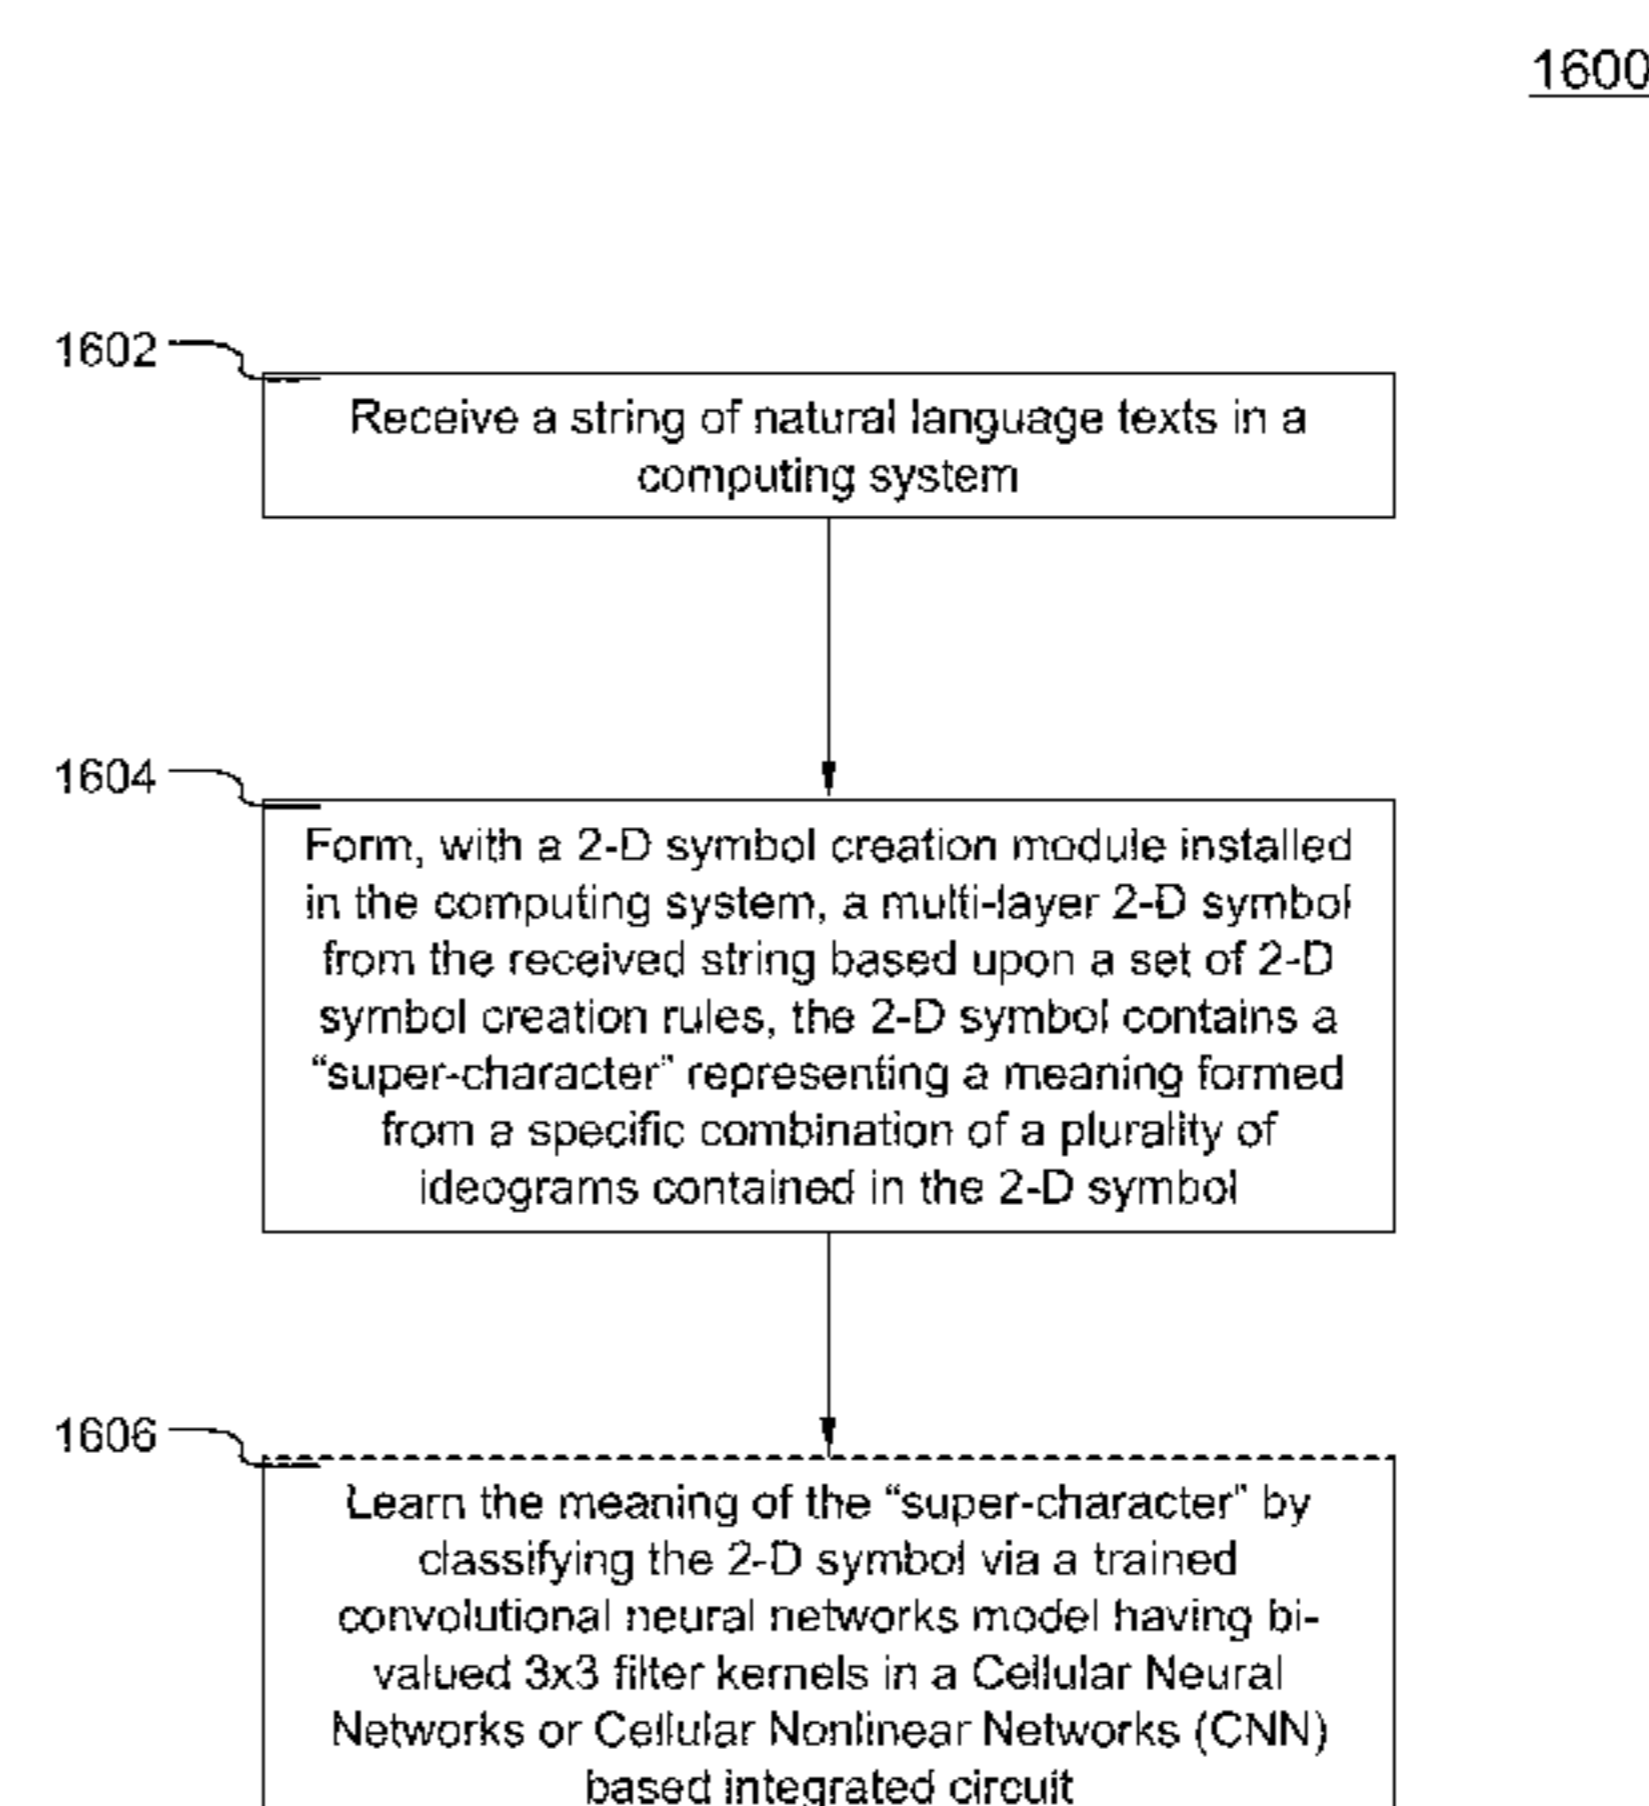 1600
1602
Receive a string of natural language texts in a
computing system
1604
Form, with a 2-D symbol creation module installed
in the computing system, a multi-layer 2-D symbol
from the received string based upon a set of 2-D
symbol creation rules, the 2-D symbol contains a
“super-character” representing a meaning formed
from a specific combination of a plurality of
ideograms contained in the 2-D symbol
1606
Learn the meaning of the “super-character” by
classifying the 2-D symbol via a trained
convolutional neural networks model having bi-
valued 3x3 filter kernels in a Cellular Neural
Networks or Cellular Nonlinear Networks (CNN)
based integrated circuit